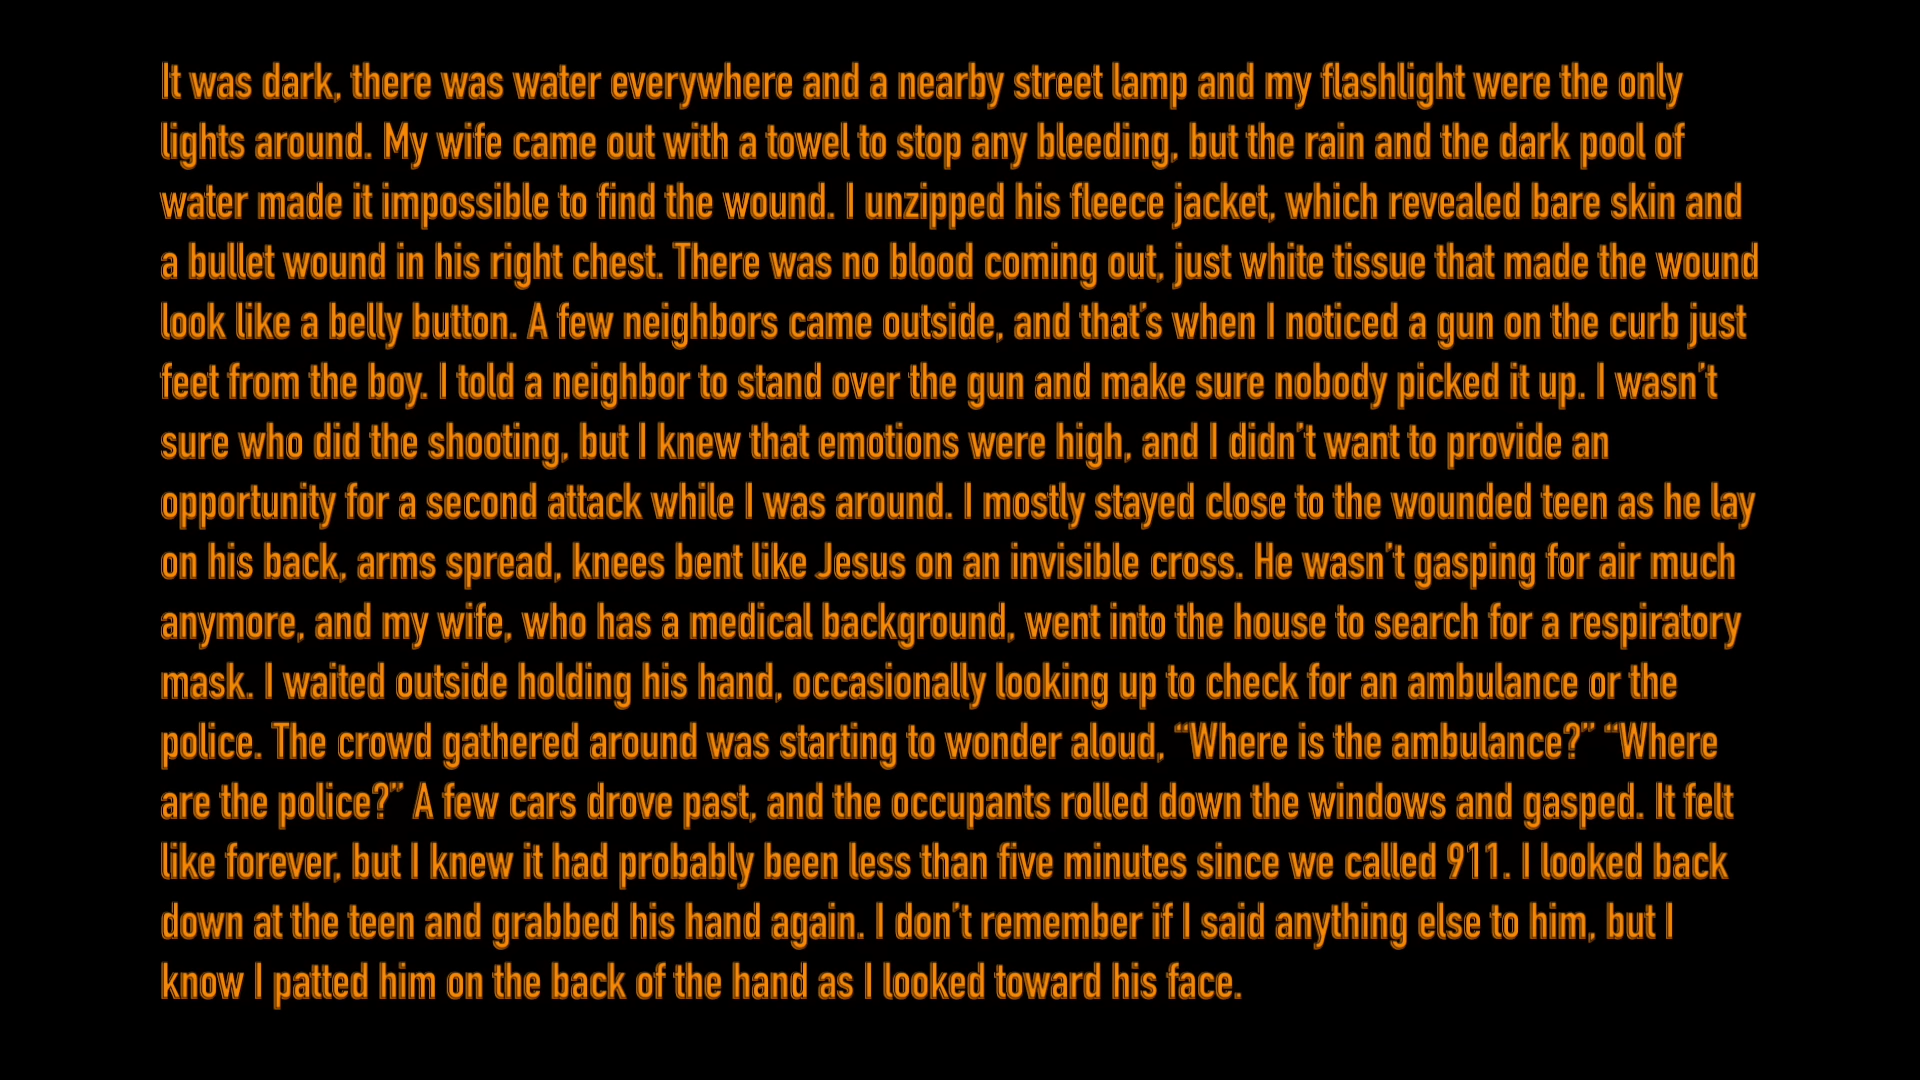 It was dark, there was water everywhere and a nearby street lamp and my flashlight were the only
lights around. My wife came out with a towel to stop any bleeding, but the rain and the dark pool of
water made it impossible to find the wound. I unzipped his fleece jacket, which revealed bare skin and
a bullet wound in his right chest. There was no blood coming out, just white tissue that made the wound
look like a belly button. A few neighbors came outside, and that's when I noticed a gun on the curb just
feet from the boy. I told a neighbor to stand over the gun and make sure nobody picked it up. I wasn't
sure who did the shooting, but I knew that emotions were high, and I didn't want to provide an
opportunity for a second attack while I was around. I mostly stayed close to the wounded teen as he lay
on his back, arms spread, knees bent like Jesus on an invisible cross. He wasn't gasping for air much
anymore, and my wife, who has a medical background, went into the house to search for a respiratory
mask. I waited outside holding his hand, occasionally looking up to check for an ambulance or the
police. The crowd gathered around was starting to wonder aloud, “Where is the ambulance?” “Where
are the police?” A few cars drove past, and the occupants rolled down the windows and gasped. It felt
like forever, but I knew it had probably been less than five minutes since we called 911. I looked back
down at the teen and grabbed his hand again. I don't remember if I said anything else to him, but I
know I patted him on the back of the hand as I looked toward his face.